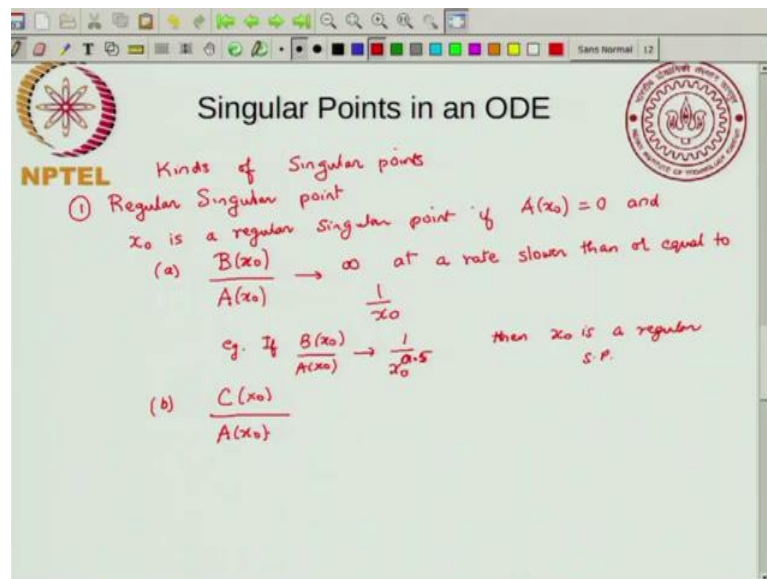 Sans Normal 12
Singular Points in an ODE
NPTEL
Kinds of Singular points
① Regular Singular point
x₀ is a regular singular point if A(x₀) = 0 and
(a) B(x₀)/A(x₀) → ∞ at a rate slower than or equal to 1/x₀
eg. If B(x₀)/A(x₀) → 1/x₀^0.5 then x₀ is a regular
s.p.
(b) C(x₀)/A(x₀)